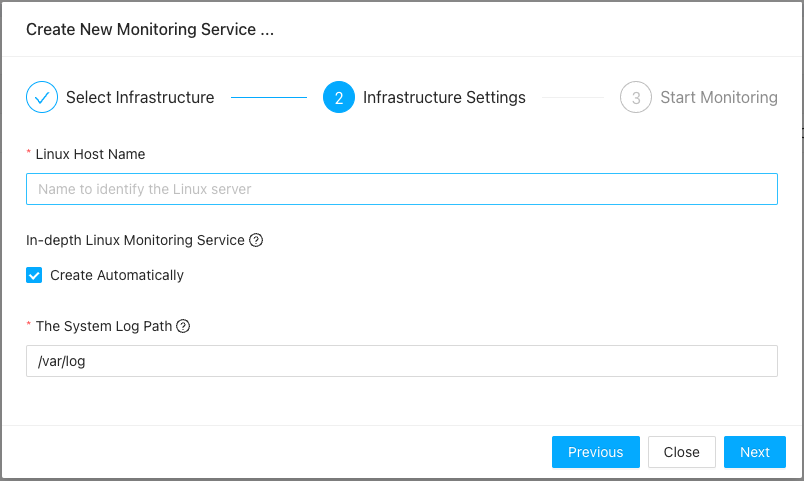 Create New Monitoring Service ...
Select Infrastructure
2 Infrastructure Settings
3 Start Monitoring
* Linux Host Name
Name to identify the Linux server
In-depth Linux Monitoring Service ?
Create Automatically
* The System Log Path ?
/var/log
Previous
Close
Next